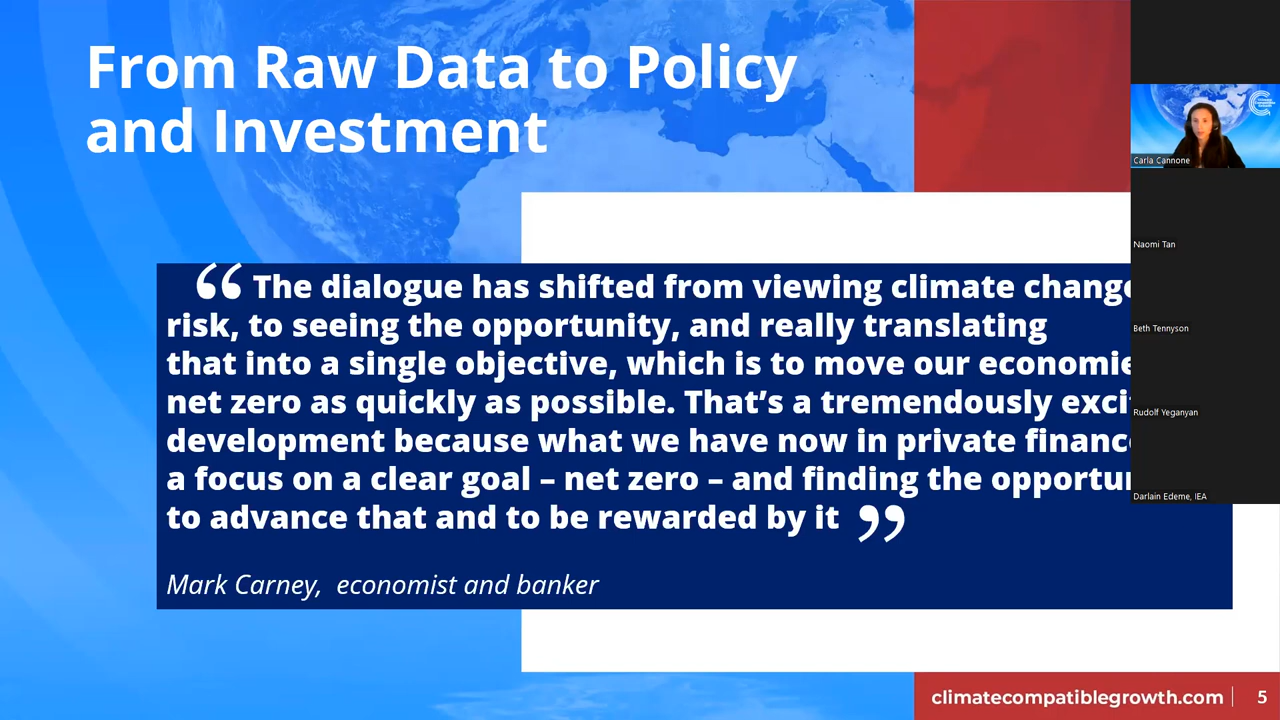 From Raw Data to Policy
and Investment
“ The dialogue has shifted from viewing climate change
risk, to seeing the opportunity, and really translating
that into a single objective, which is to move our economie
net zero as quickly as possible. That’s a tremendously exci
development because what we have now in private financ
a focus on a clear goal – net zero – and finding the opportu
to advance that and to be rewarded by it ”
Mark Carney, economist and banker
climatecompatiblegrowth.com
5
Carla Cannone
Naomi Tan
Beth Tennyson
Rudolf Yeganyan
Darlain Edeme, IEA